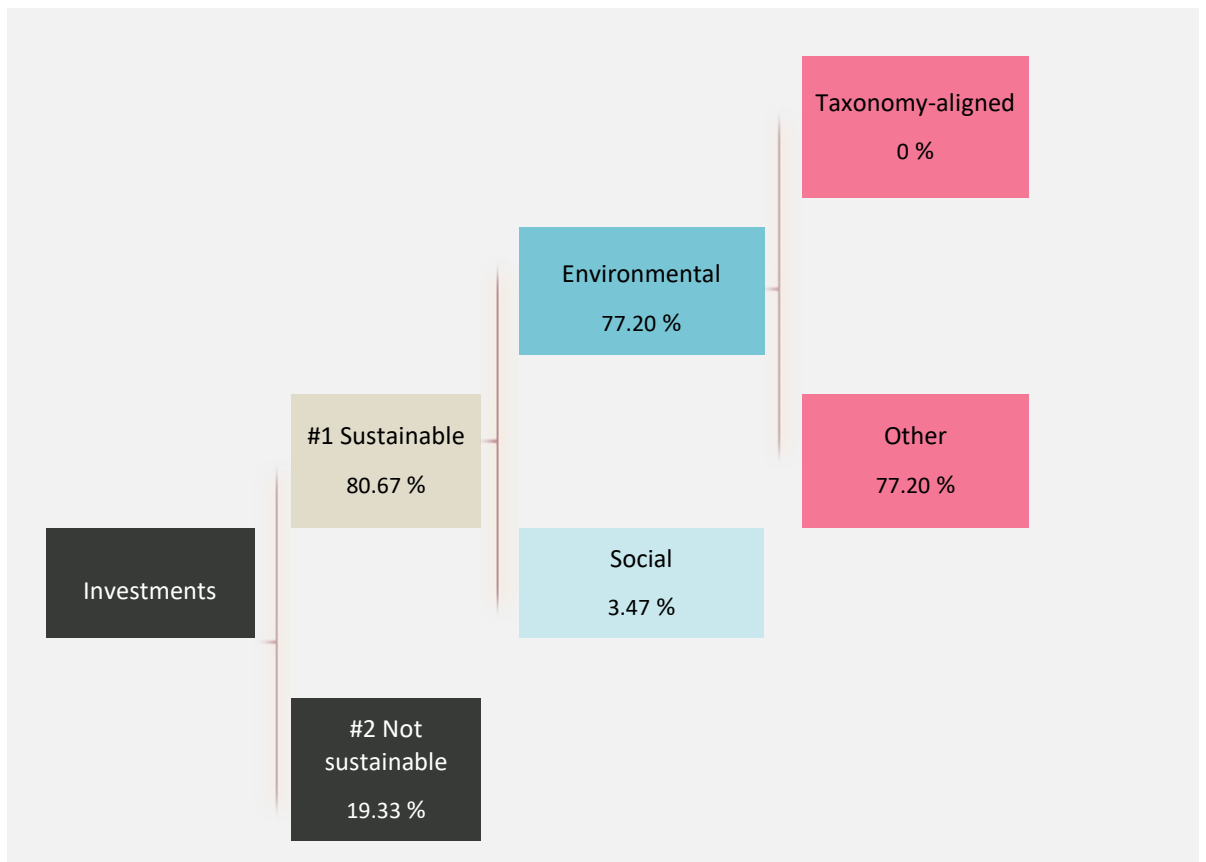 Taxonomy-aligned
0 %
Environmental
77.20 %
#1 Sustainable
80.67 %
Other
77.20 %
Investments
Social
3.47 %
#2 Not
sustainable
19.33 %